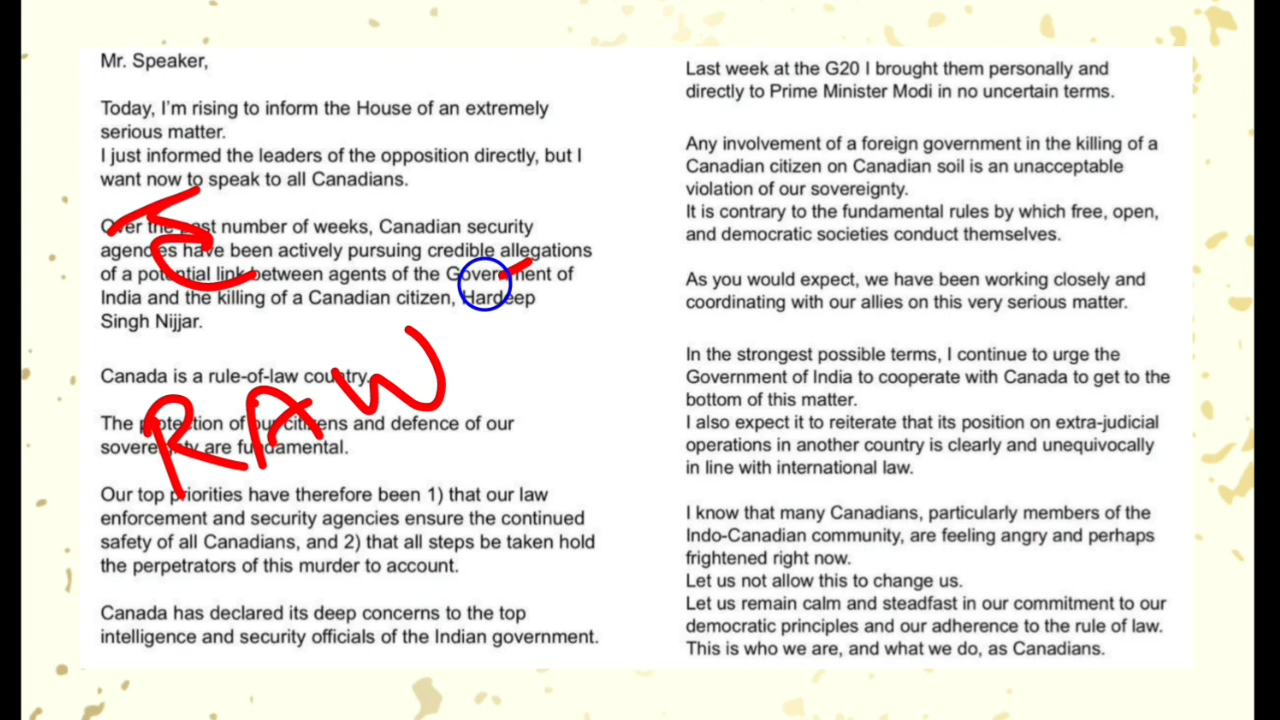 Mr. Speaker,
Today, I'm rising to inform the House of an extremely
serious matter.
I just informed the leaders of the opposition directly, but I
want now to speak to all Canadians.
Over the past number of weeks, Canadian security
agencies have been actively pursuing credible allegations
of a potential link between agents of the Government of
India and the killing of a Canadian citizen, Hardeep
Singh Nijjar.
Canada is a rule-of-law country.
The protection of our citizens and defence of our
sovereignty are fundamental.
RAW
Our top priorities have therefore been 1) that our law
enforcement and security agencies ensure the continued
safety of all Canadians, and 2) that all steps be taken hold
the perpetrators of this murder to account.
Canada has declared its deep concerns to the top
intelligence and security officials of the Indian government.
Last week at the G20 I brought them personally and
directly to Prime Minister Modi in no uncertain terms.
Any involvement of a foreign government in the killing of a
Canadian citizen on Canadian soil is an unacceptable
violation of our sovereignty.
It is contrary to the fundamental rules by which free, open,
and democratic societies conduct themselves.
As you would expect, we have been working closely and
coordinating with our allies on this very serious matter.
In the strongest possible terms, I continue to urge the
Government of India to cooperate with Canada to get to the
bottom of this matter.
I also expect it to reiterate that its position on extra-judicial
operations in another country is clearly and unequivocally
in line with international law.
I know that many Canadians, particularly members of the
Indo-Canadian community, are feeling angry and perhaps
frightened right now.
Let us not allow this to change us.
Let us remain calm and steadfast in our commitment to our
democratic principles and our adherence to the rule of law.
This is who we are, and what we do, as Canadians.